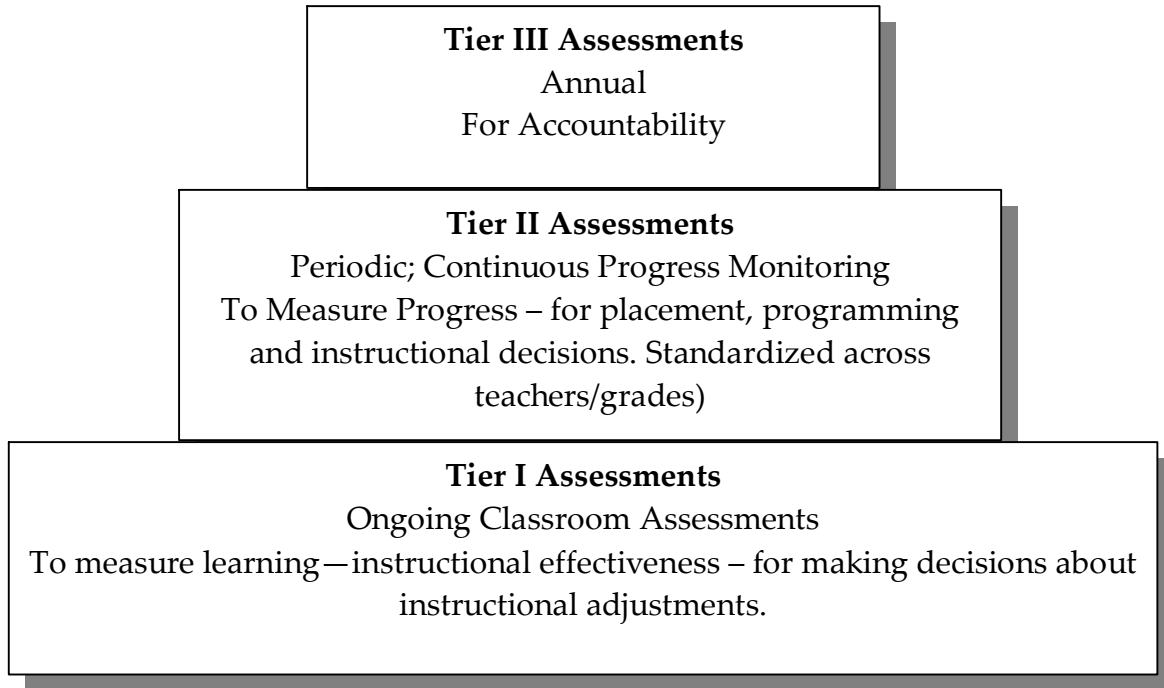 Tier III Assessments
Annual
For Accountability
Tier II Assessments
Periodic; Continuous Progress Monitoring
To Measure Progress – for placement, programming
and instructional decisions. Standardized across
teachers/grades)
Tier I Assessments
Ongoing Classroom Assessments
To measure learning—instructional effectiveness – for making decisions about
instructional adjustments.